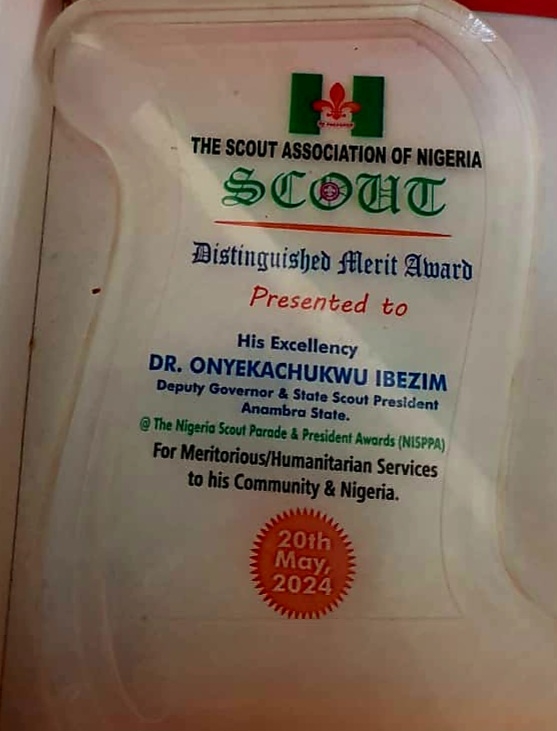 BE PREPARED
THE SCOUT ASSOCIATION OF NIGERIA
SCOUT
Distinguished Merit Award
Presented to
His Excellency
DR. ONYEKACHUKWU IBEZIM
Deputy Governor & State Scout President
Anambra State.
@ The Nigeria Scout Parade & President Awards (NISPPA)
For Meritorious/Humanitarian Services
to his Community & Nigeria.
20th
May,
2024